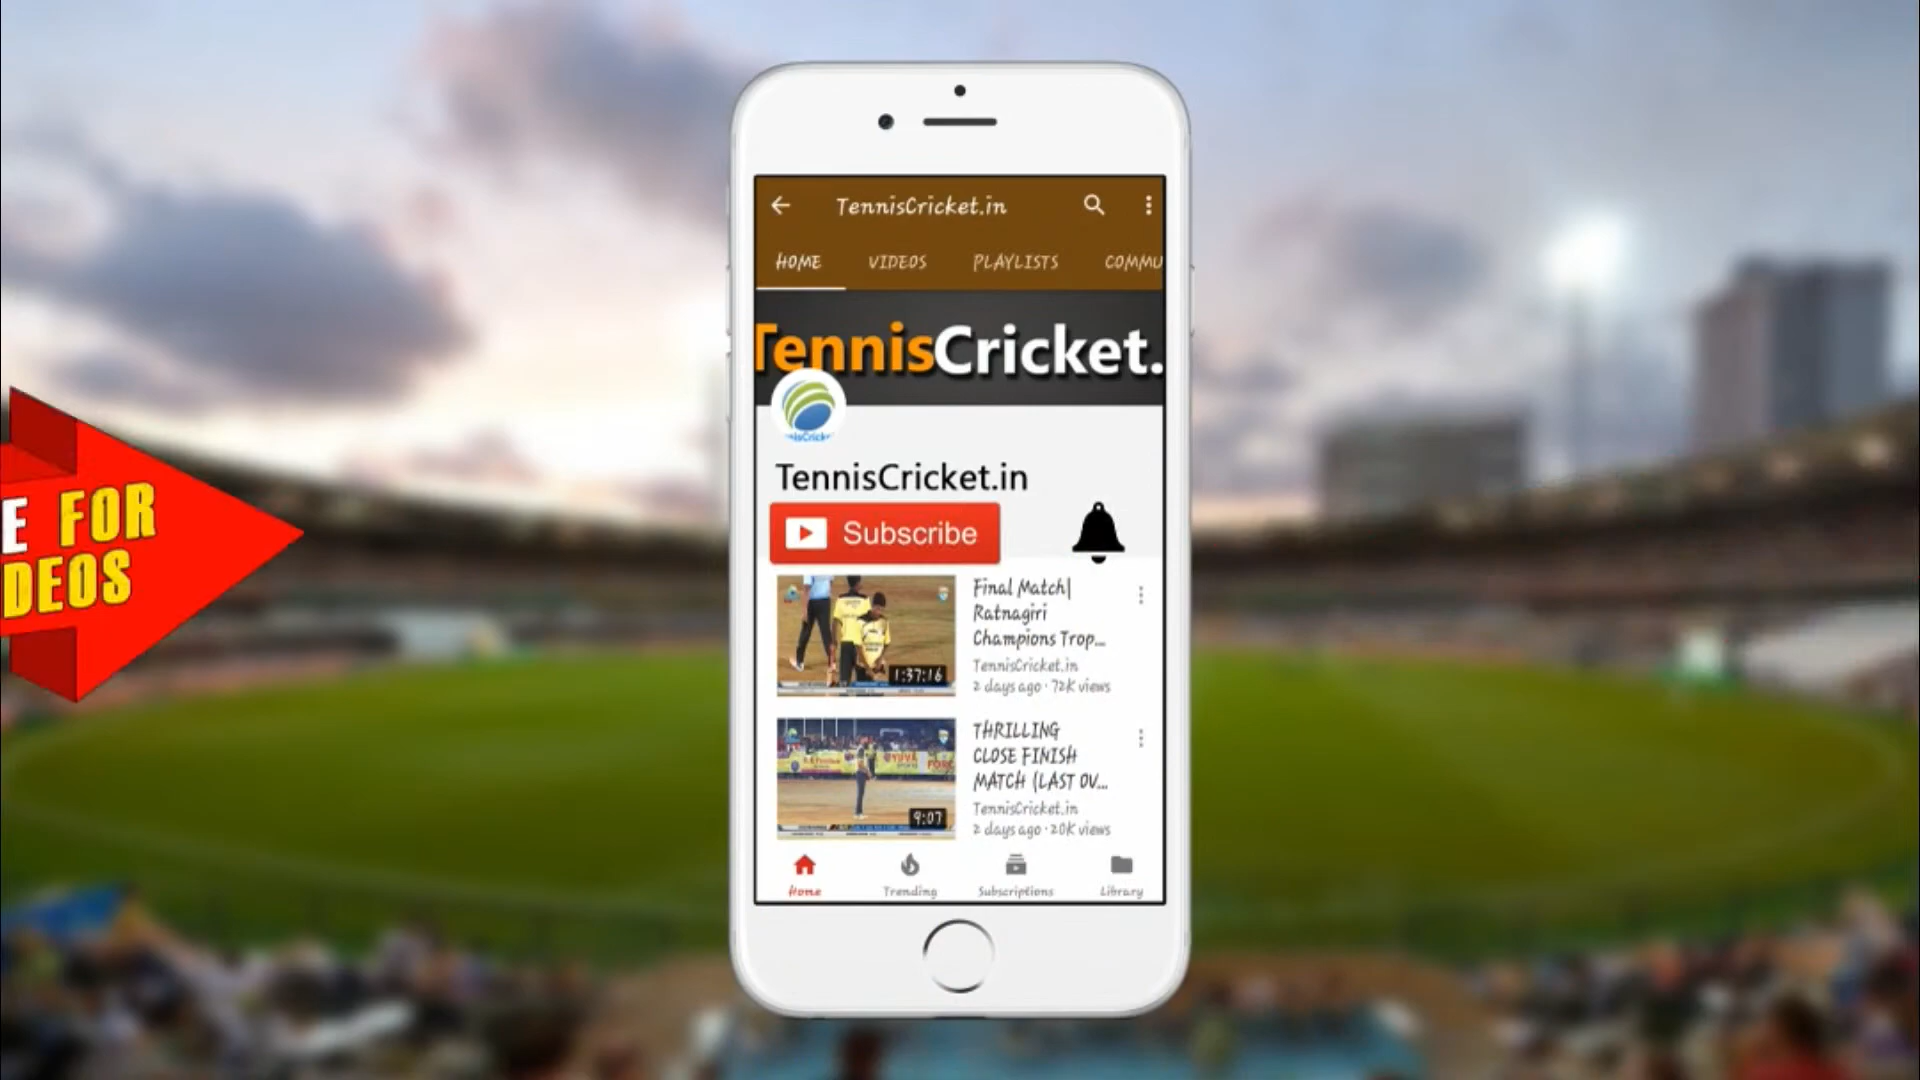 TennisCricket.in
HOME VIDEOS PLAYLISTS COMMU
TennisCricket.
TennisCricket.in
Subscribe
E FOR
DEOS
Final Match|
Ratnagiri
Champions Trop...
TennisCricket.in
2 days ago · 72K views
1:37:16
THRILLING
CLOSE FINISH
MATCH (LAST OV...
TennisCricket.in
2 days ago · 20K views
9:07
Home Trending Subscriptions Library